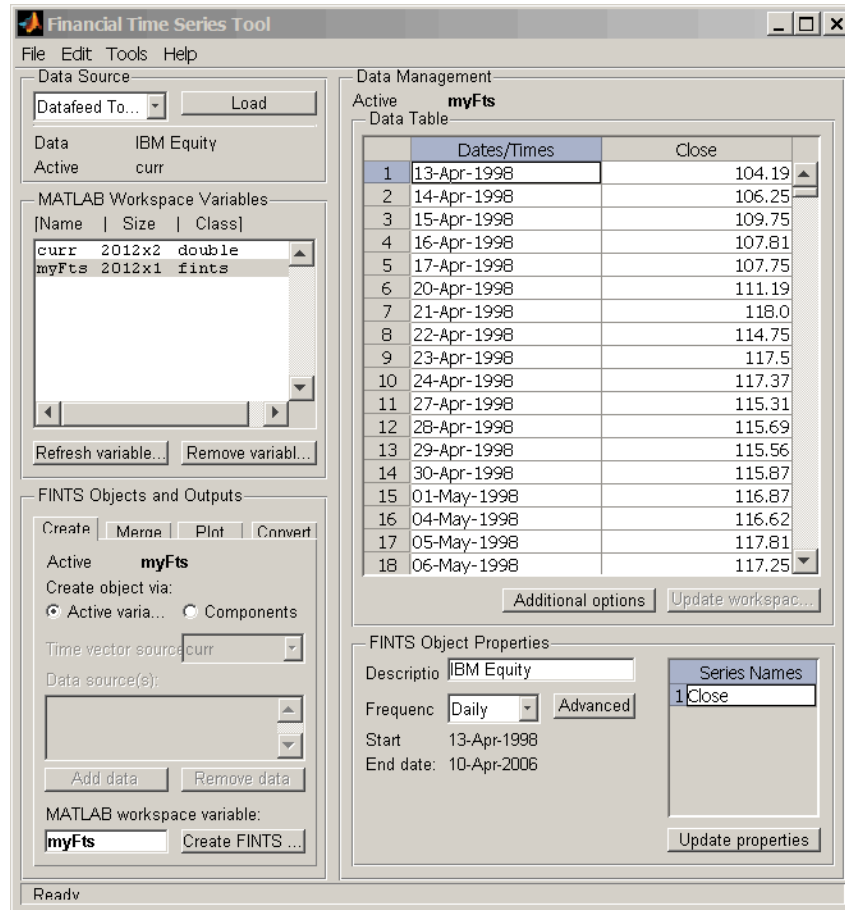 Financial Time Series Tool
File Edit Tools Help
Data Source
Datafeed To... Load
Data IBM Equity
Active curr
MATLAB Workspace Variables
[Name | Size | Class]
curr 2012x2 double
myFts 2012x1 fints
Refresh variable... Remove variabl...
FINTS Objects and Outputs
Create Merge Plot Convert
Active myFts
Create object via:
Active varia... Components
Time vector source curr
Data source(s):
Add data Remove data
MATLAB workspace variable:
myFts Create FINTS ...
Data Management
Active myFts
Data Table
Dates/Times Close
1 13-Apr-1998 104.19
2 14-Apr-1998 106.25
3 15-Apr-1998 109.75
4 16-Apr-1998 107.81
5 17-Apr-1998 107.75
6 20-Apr-1998 111.19
7 21-Apr-1998 118.0
8 22-Apr-1998 114.75
9 23-Apr-1998 117.5
10 24-Apr-1998 117.37
11 27-Apr-1998 115.31
12 28-Apr-1998 115.69
13 29-Apr-1998 115.56
14 30-Apr-1998 115.87
15 01-May-1998 116.87
16 04-May-1998 116.62
17 05-May-1998 117.81
18 06-May-1998 117.25
Additional options Update workspac...
FINTS Object Properties
Descriptio IBM Equity
Frequenc Daily Advanced
Start 13-Apr-1998
End date: 10-Apr-2006
Series Names
1 Close
Update properties
Ready